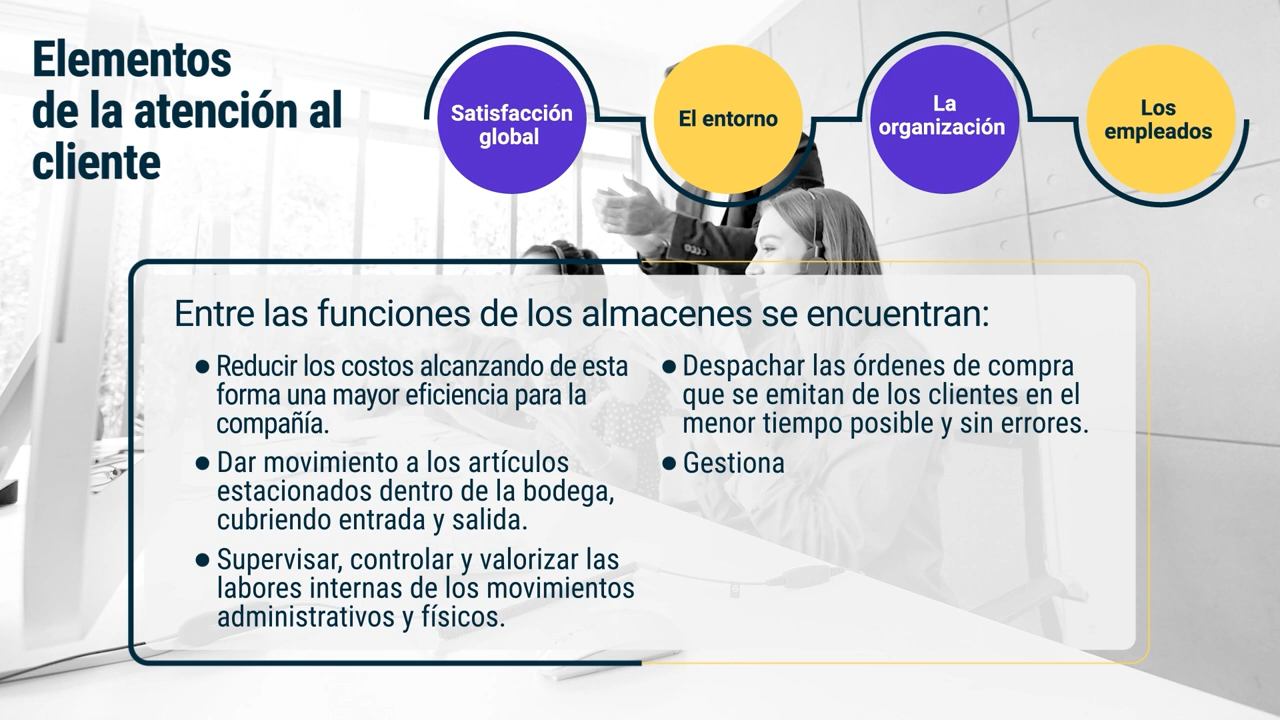 Elementos
de la atención al
cliente
Satisfacción
global
El entorno
La
organización
Los
empleados
Entre las funciones de los almacenes se encuentran:
● Reducir los costos alcanzando de esta
forma una mayor eficiencia para la
compañía.
● Dar movimiento a los artículos
estacionados dentro de la bodega,
cubriendo entrada y salida.
● Supervisar, controlar y valorizar las
labores internas de los movimientos
administrativos y físicos.
● Despachar las órdenes de compra
que se emitan de los clientes en el
menor tiempo posible y sin errores.
● Gestiona